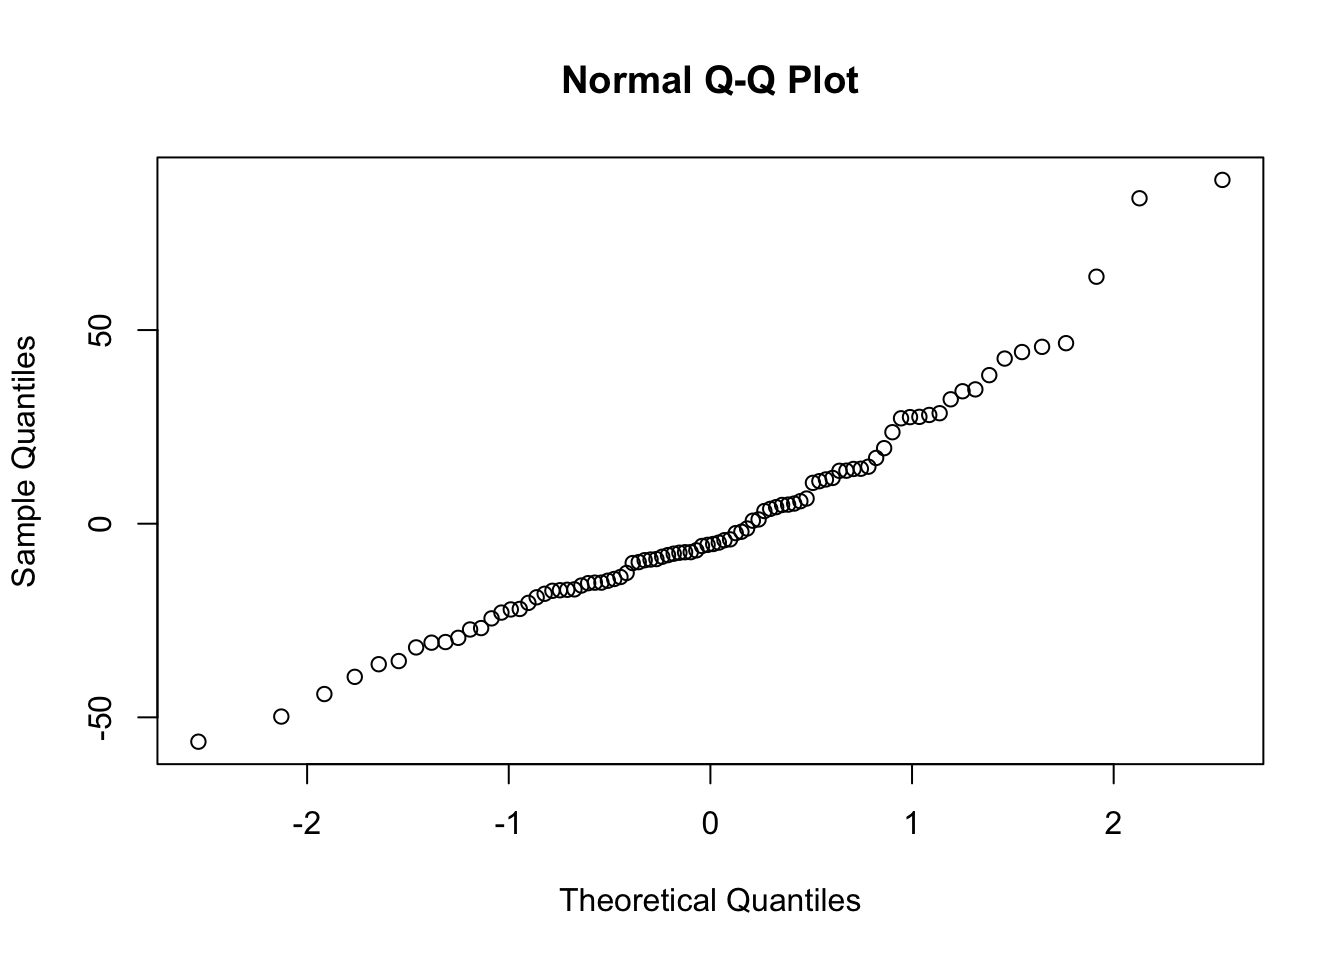 Normal Q-Q Plot
Sample Quantiles
50
0
-50
-2 -1 0 1 2
Theoretical Quantiles